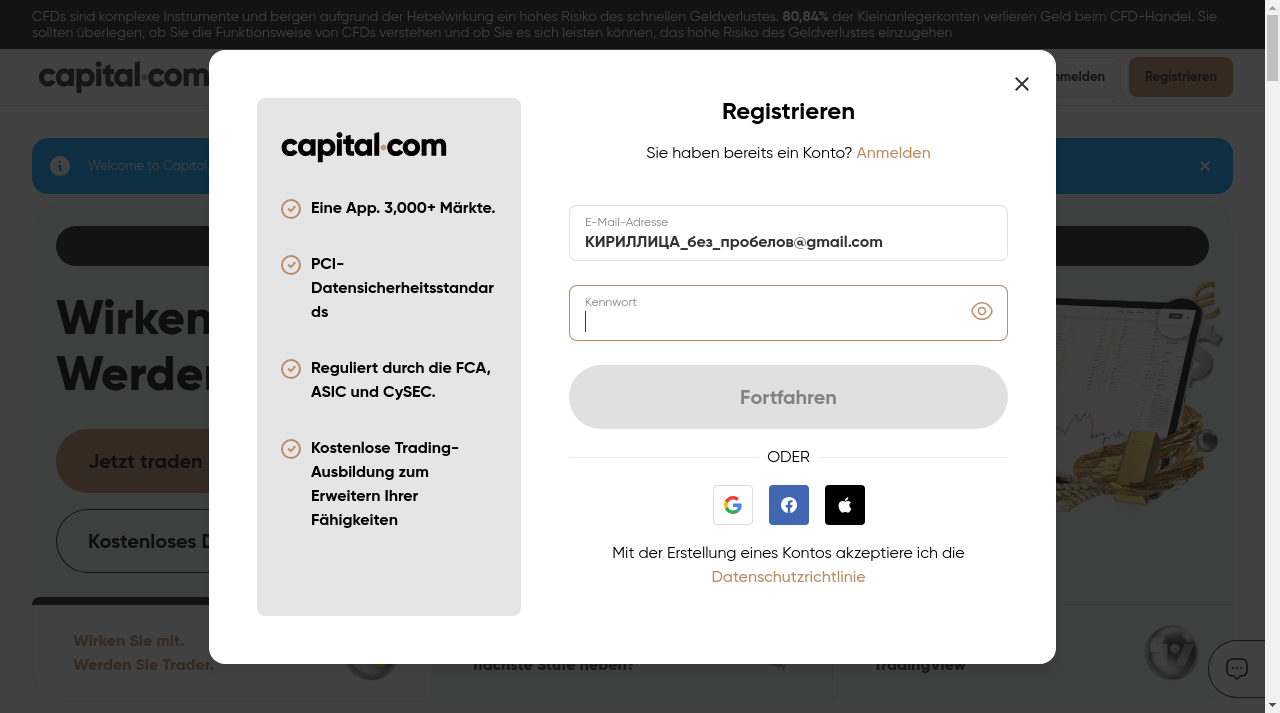 CFDs sind komplexe Instrumente und bergen aufgrund der Hebelwirkung ein hohes Risiko des schnellen Geldverlustes. 80,84% der Kleinanlegerkonten verlieren Geld beim CFD-Handel. Sie
sollten überlegen, ob Sie die Funktionsweise von CFDs verstehen und ob Sie es sich leisten können, das hohe Risiko des Geldverlustes einzugehen
capital.com
Registrieren
Welcome to Capital
Wirken
Werden
Jetzt traden
Kostenloses
Wirken Sie mit.
Werden Sie Trader.
nächste Stufe heben?
TradingView
capital.com
Eine App. 3,000+ Märkte.
PCI-
Datensicherheitsstandar
ds
Reguliert durch die FCA,
ASIC und CySEC.
Kostenlose Trading-
Ausbildung zum
Erweitern Ihrer
Fähigkeiten
Registrieren
Sie haben bereits ein Konto? Anmelden
E-Mail-Adresse
КИРИЛЛИЦА_без_пробелов@gmail.com
Kennwort
Fortfahren
ODER
Mit der Erstellung eines Kontos akzeptiere ich die
Datenschutzrichtlinie